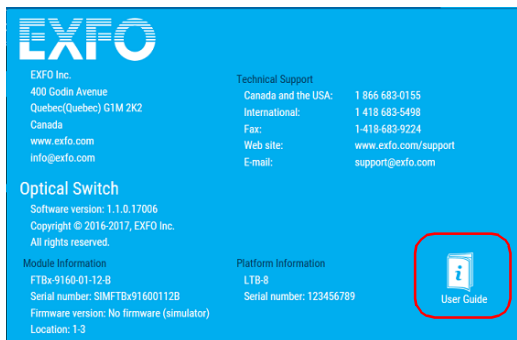 EXFO
EXFO Inc.
400 Godin Avenue
Quebec(Quebec) G1M 2K2
Canada
www.exfo.com
info@exfo.com
Technical Support
Canada and the USA: 1 866 683-0155
International: 1 418 683-5498
Fax: 1-418-683-9224
Web site: www.exfo.com/support
E-mail: support@exfo.com
Optical Switch
Software version: 1.1.0.17006
Copyright © 2016-2017, EXFO Inc.
All rights reserved.
Module Information
FTBx-9160-01-12-B
Serial number: SIMFTBx91600112B
Firmware version: No firmware (simulator)
Location: 1-3
Platform Information
LTB-8
Serial number: 123456789
i
User Guide